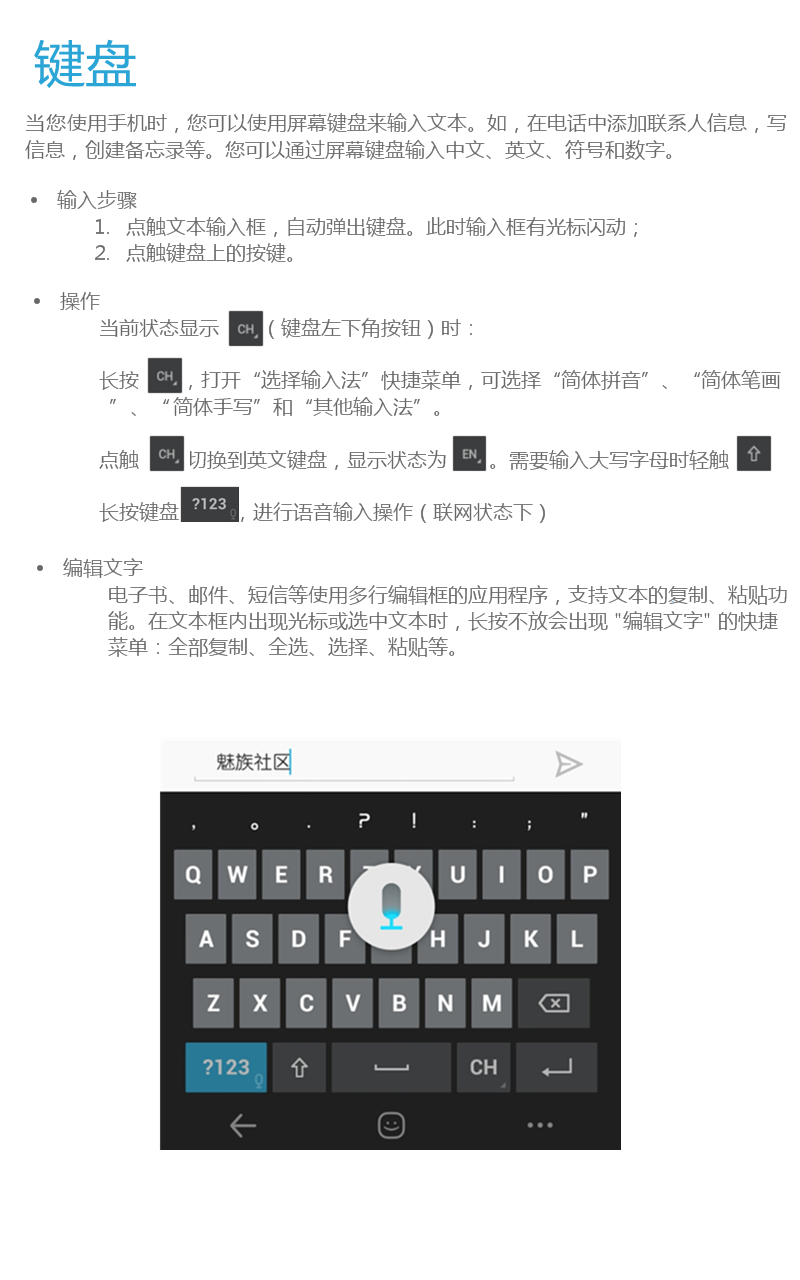 键盘
当您使用手机时，您可以使用屏幕键盘来输入文本。如，在电话中添加联系人信息，写
信息，创建备忘录等。您可以通过屏幕键盘输入中文、英文、符号和数字。
• 输入步骤
1. 点触文本输入框，自动弹出键盘。此时输入框有光标闪动；
2. 点触键盘上的按键。
• 操作
当前状态显示 CH（键盘左下角按钮）时：
长按 CH，打开“选择输入法”快捷菜单，可选择“简体拼音”、“简体笔画
”、“简体手写”和“其他输入法”。
点触 CH 切换到英文键盘，显示状态为 EN 。需要输入大写字母时轻触
长按键盘 ?123，进行语音输入操作（联网状态下）
• 编辑文字
电子书、邮件、短信等使用多行编辑框的应用程序，支持文本的复制、粘贴功
能。在文本框内出现光标或选中文本时，长按不放会出现 "编辑文字" 的快捷
菜单：全部复制、全选、选择、粘贴等。
魅族社区
， 。 . ? ! : ; "
Q W E R U I O P
A S D F H J K L
Z X C V B N M
?123 CH